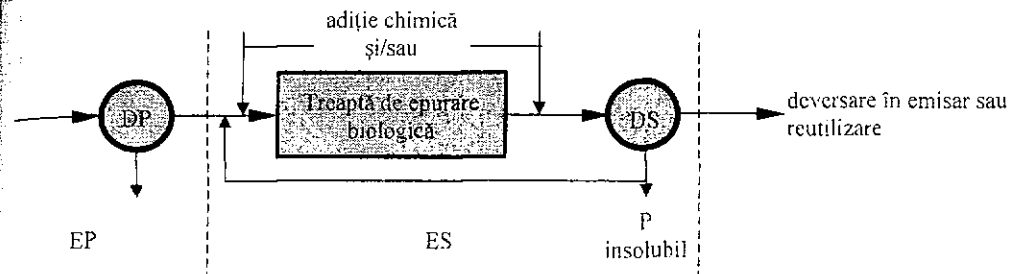 adiție chimică
și/sau
DP
Treaptă de epurare
biologică
DS
deversare în emisar sau
reutilizare
EP
ES
P
insolubil